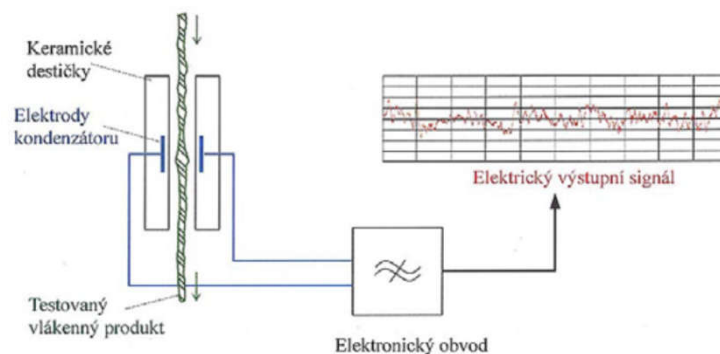 Keramické
destičky
Elektrody
kondenzátoru
Elektrický výstupní signál
Testovaný
vlákenný produkt
Elektronický obvod